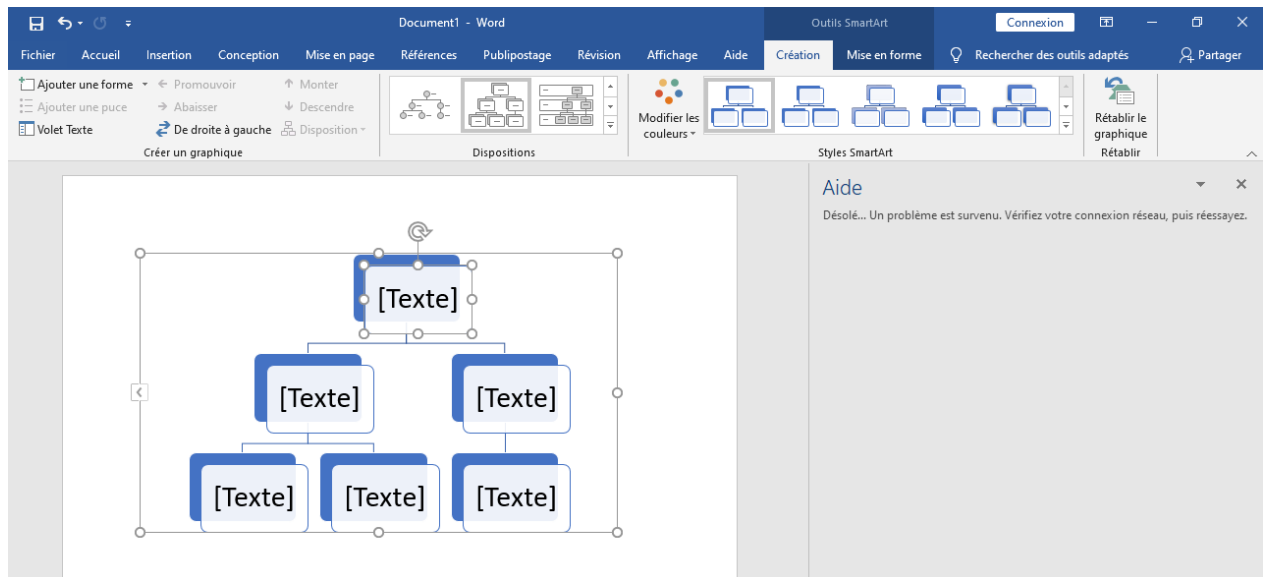 Document1 - Word
Outils SmartArt
Connexion
Fichier Accueil Insertion Conception Mise en page Références Publipostage Révision Affichage Aide Création Mise en forme Rechercher des outils adaptés Partager
Ajouter une forme Promouvoir Monter
Ajouter une puce Abaisser Descendre
Volet Texte De droite à gauche Disposition
Créer un graphique
Dispositions
Modifier les
couleurs
Styles SmartArt
Rétablir le
graphique
Rétablir
Aide
Désolé... Un problème est survenu. Vérifiez votre connexion réseau, puis réessayez.
[Texte]
[Texte] [Texte]
[Texte] [Texte] [Texte]